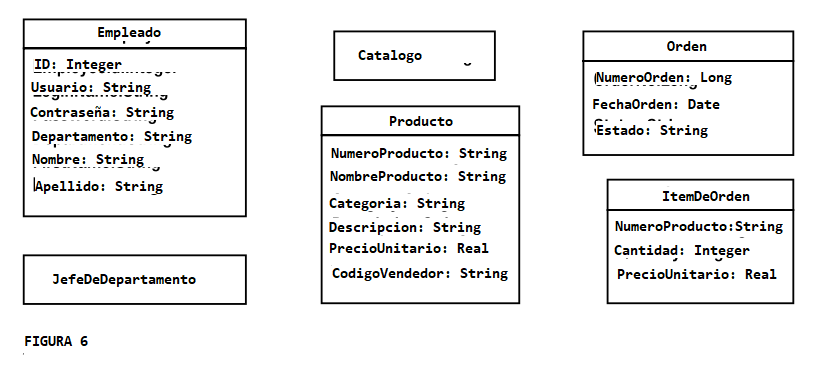 Empleado
ID: Integer
Usuario: String
Contraseña: String
Departamento: String
Nombre: String
Apellido: String
JefeDeDepartamento
Catalogo
Producto
NumeroProducto: String
NombreProducto: String
Categoria: String
Descripcion: String
PrecioUnitario: Real
CodigoVendedor: String
Orden
NumeroOrden: Long
FechaOrden: Date
Estado: String
ItemDeOrden
NumeroProducto:String
Cantidad: Integer
PrecioUnitario: Real
FIGURA 6